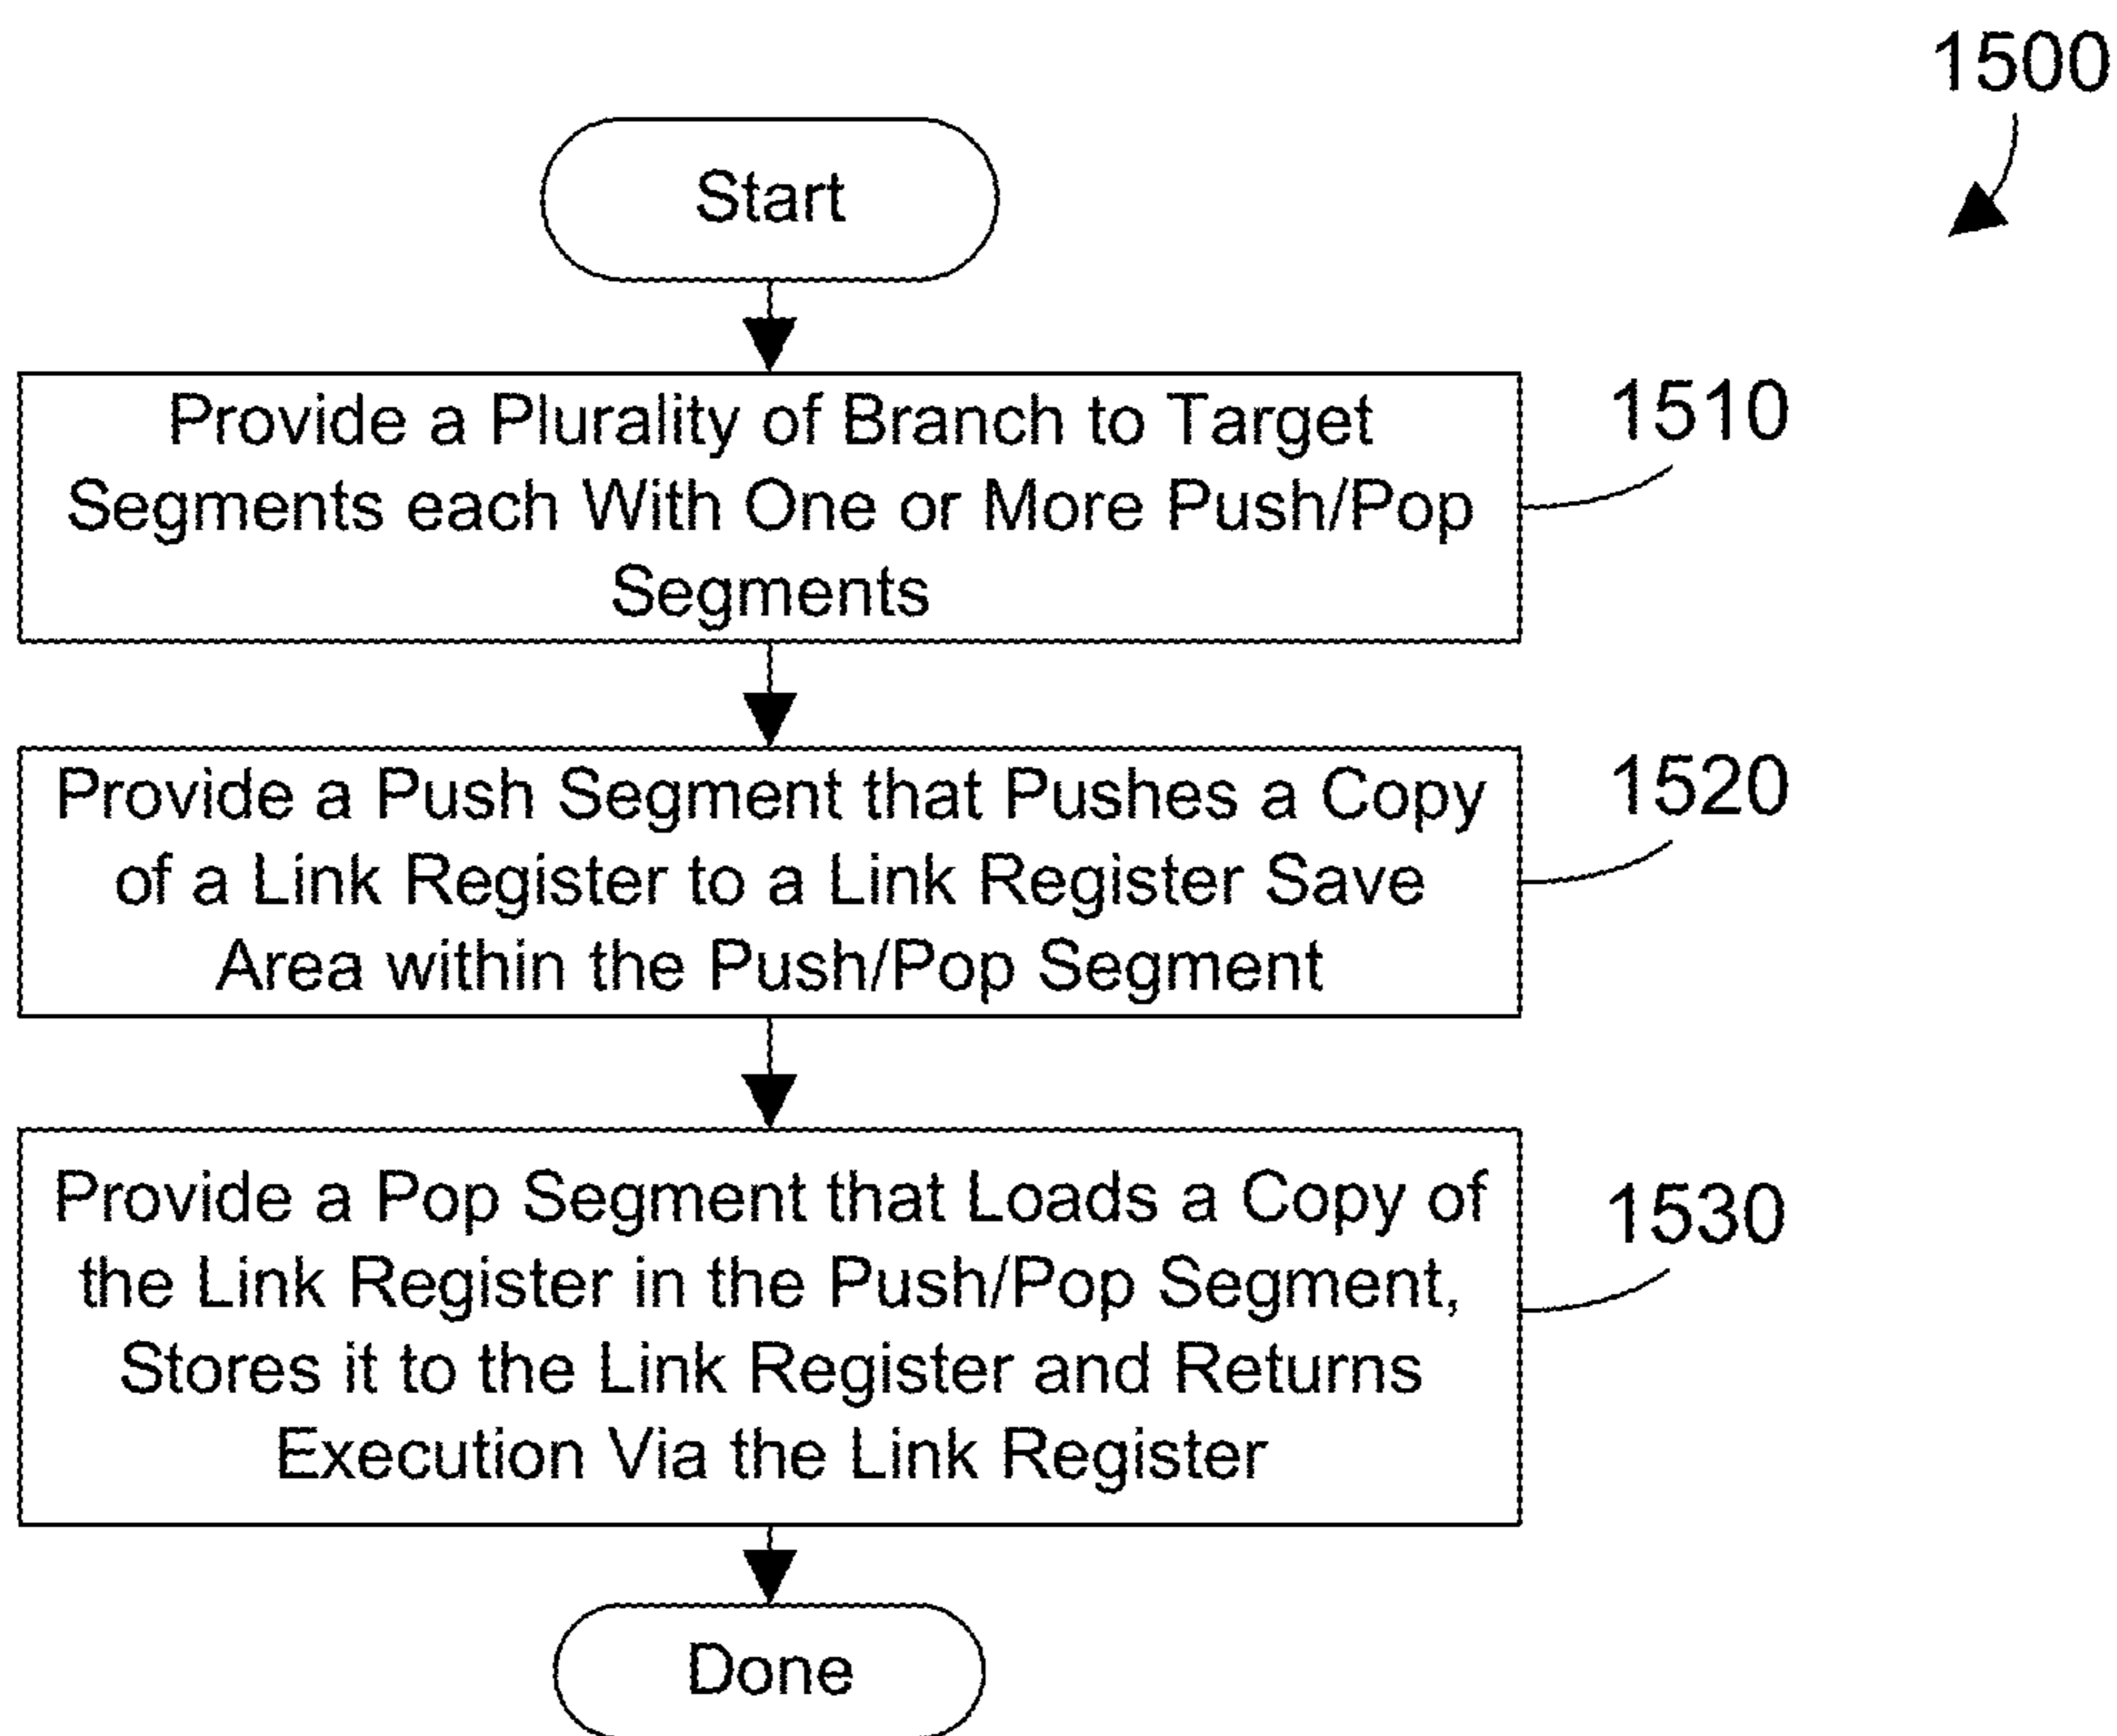 1500
Start
Provide a Plurality of Branch to Target
Segments each With One or More Push/Pop
Segments
1510
Provide a Push Segment that Pushes a Copy
of a Link Register to a Link Register Save
Area within the Push/Pop Segment
1520
Provide a Pop Segment that Loads a Copy of
the Link Register in the Push/Pop Segment,
Stores it to the Link Register and Returns
Execution Via the Link Register
1530
Done